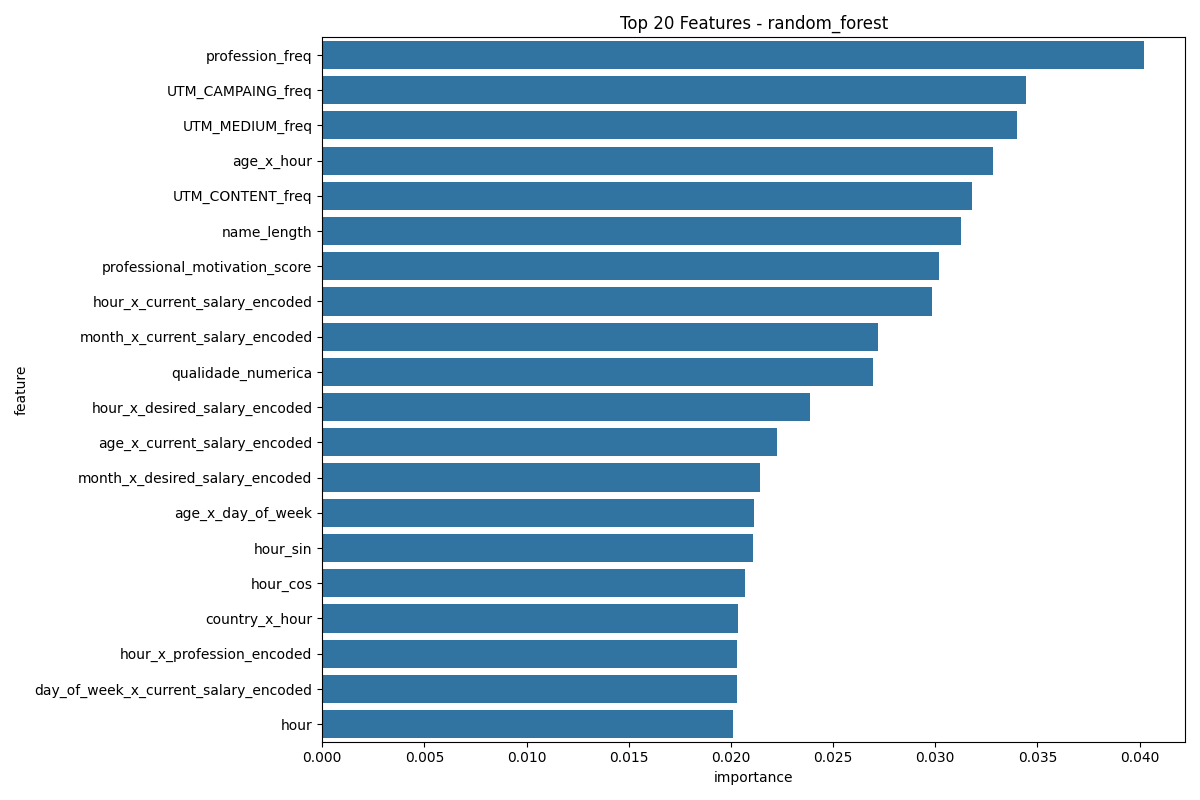 Top 20 Features - random_forest
profession_freq
UTM_CAMPAING_freq
UTM_MEDIUM_freq
age_x_hour
UTM_CONTENT_freq
name_length
professional_motivation_score
hour_x_current_salary_encoded
month_x_current_salary_encoded
qualidade_numerica
hour_x_desired_salary_encoded
age_x_current_salary_encoded
month_x_desired_salary_encoded
age_x_day_of_week
hour_sin
hour_cos
country_x_hour
hour_x_profession_encoded
day_of_week_x_current_salary_encoded
hour
feature
0.000 0.005 0.010 0.015 0.020 0.025 0.030 0.035 0.040
importance